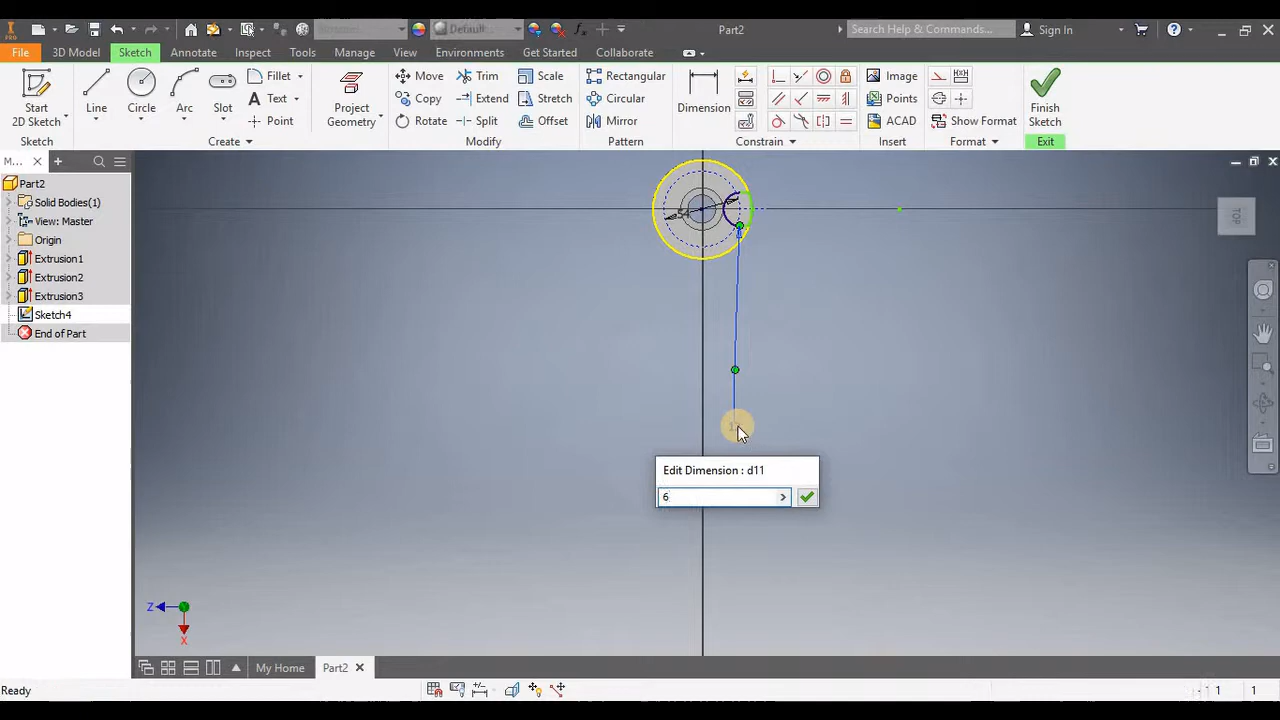 PRO
Default
Part2
Search Help & Commands...
Sign In
File
3D Model
Sketch
Annotate
Inspect
Tools
Manage
View
Environments
Get Started
Collaborate
Start
2D Sketch
Line
Circle
Arc
Slot
Fillet
Text
Point
Project
Geometry
Move
Copy
Rotate
Trim
Extend
Split
Scale
Stretch
Offset
Rectangular
Circular
Mirror
Dimension
Image
Points
ACAD
Show Format
Finish
Sketch
Sketch
Create
Modify
Pattern
Constrain
Insert
Format
Exit
M...
Part2
Solid Bodies(1)
View: Master
Origin
Extrusion1
Extrusion2
Extrusion3
Sketch4
End of Part
54
TOP
Edit Dimension : d11
6
Z
X
My Home
Part2
Ready
1
1